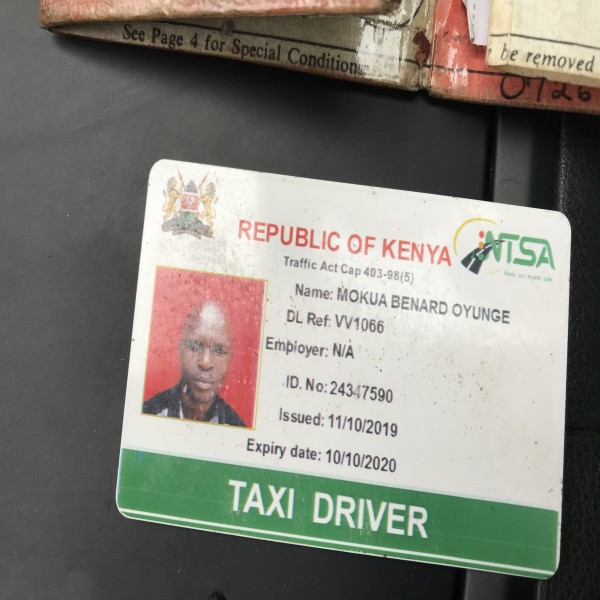 See Page 4 for Special Condition
be removed
0726
REPUBLIC OF KENYA
NTSA
Traffic Act Cap 403-98(5)
Name: MOKUA BENARD OYUNGE
DL Ref: VV1066
Employer: N/A
ID. No: 24347590
Issued: 11/10/2019
Expiry date: 10/10/2020
TAXI DRIVER